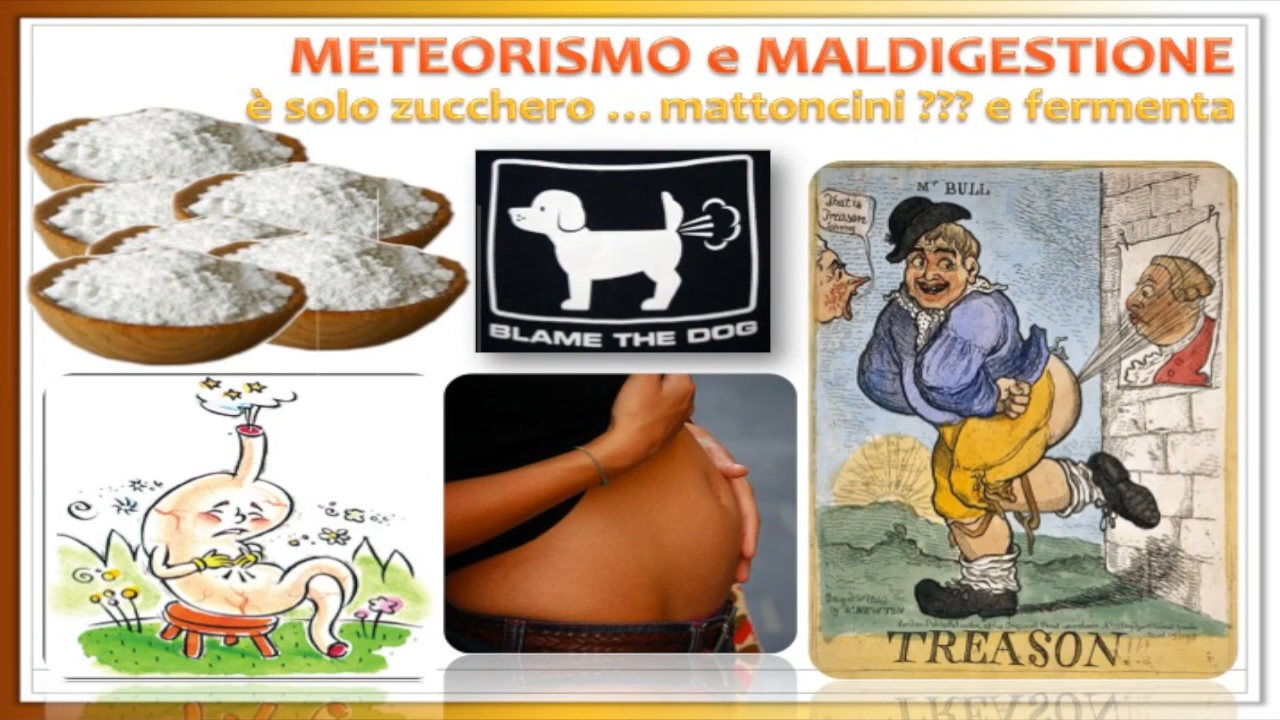 METEORISMO e MALDIGESTIONE
è solo zucchero ... mattoncini ??? e fermenta
BLAME THE DOG
Mr BULL
That is
Treason
TREASON